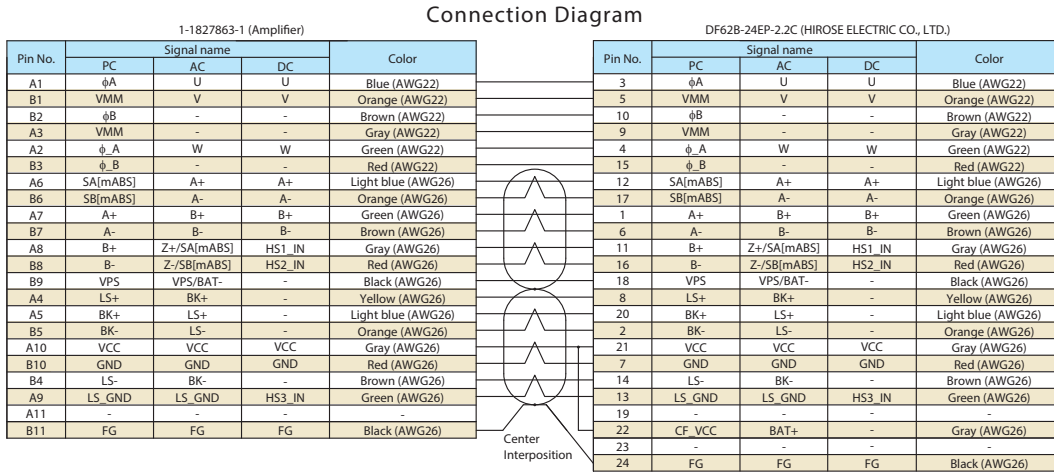 Connection Diagram
1-1827863-1 (Amplifier)
Pin No. Signal name Color
PC AC DC
A1 ϕA U U Blue (AWG22)
B1 VMM V V Orange (AWG22)
B2 ϕB - - Brown (AWG22)
A3 VMM - - Gray (AWG22)
A2 ϕ_A W W Green (AWG22)
B3 ϕ_B - - Red (AWG22)
A6 SA[mABS] A+ A+ Light blue (AWG26)
B6 SB[mABS] A- A- Orange (AWG26)
A7 A+ B+ B+ Green (AWG26)
B7 A- B- B- Brown (AWG26)
A8 B+ Z+/SA[mABS] HS1_IN Gray (AWG26)
B8 B- Z-/SB[mABS] HS2_IN Red (AWG26)
B9 VPS VPS/BAT- - Black (AWG26)
A4 LS+ BK+ - Yellow (AWG26)
A5 BK+ LS+ - Light blue (AWG26)
B5 BK- LS- - Orange (AWG26)
A10 VCC VCC VCC Gray (AWG26)
B10 GND GND GND Red (AWG26)
B4 LS- BK- - Brown (AWG26)
A9 LS_GND LS_GND HS3_IN Green (AWG26)
A11 - - - -
B11 FG FG FG Black (AWG26)
Center
Interposition
DF62B-24EP-2.2C (HIROSE ELECTRIC CO., LTD.)
Pin No. Signal name Color
PC AC DC
3 ϕA U U Blue (AWG22)
5 VMM V V Orange (AWG22)
10 ϕB - - Brown (AWG22)
9 VMM - - Gray (AWG22)
4 ϕ_A W W Green (AWG22)
15 ϕ_B - - Red (AWG22)
12 SA[mABS] A+ A+ Light blue (AWG26)
17 SB[mABS] A- A- Orange (AWG26)
1 A+ B+ B+ Green (AWG26)
6 A- B- B- Brown (AWG26)
11 B+ Z+/SA[mABS] HS1_IN Gray (AWG26)
16 B- Z-/SB[mABS] HS2_IN Red (AWG26)
18 VPS VPS/BAT- - Black (AWG26)
8 LS+ BK+ - Yellow (AWG26)
20 BK+ LS+ - Light blue (AWG26)
2 BK- LS- - Orange (AWG26)
21 VCC VCC VCC Gray (AWG26)
7 GND GND GND Red (AWG26)
14 LS- BK- - Brown (AWG26)
13 LS_GND LS_GND HS3_IN Green (AWG26)
19 - - - -
22 CF_VCC BAT+ - Gray (AWG26)
23 - - - -
24 FG FG FG Black (AWG26)